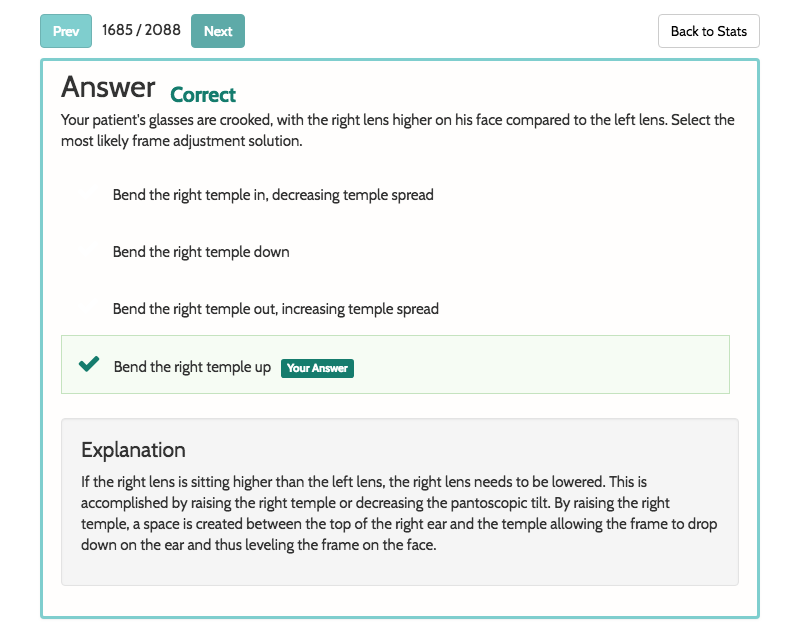 Prev 1685 / 2088 Next Back to Stats
Answer Correct
Your patient's glasses are crooked, with the right lens higher on his face compared to the left lens. Select the
most likely frame adjustment solution.
Bend the right temple in, decreasing temple spread
Bend the right temple down
Bend the right temple out, increasing temple spread
Bend the right temple up Your Answer
Explanation
If the right lens is sitting higher than the left lens, the right lens needs to be lowered. This is
accomplished by raising the right temple or decreasing the pantoscopic tilt. By raising the right
temple, a space is created between the top of the right ear and the temple allowing the frame to drop
down on the ear and thus leveling the frame on the face.